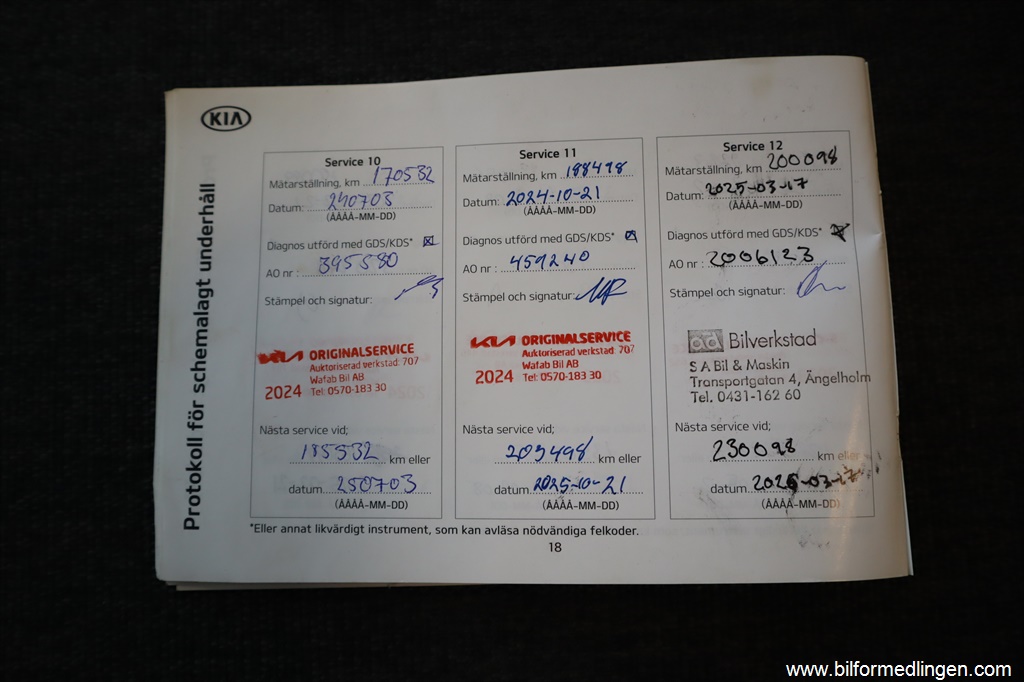 KIA
Protokoll för schemalagt underhåll
Service 10
Mätarställning, km 170532
Datum: 240703
(ÅÅÅÅ-MM-DD)
Diagnos utförd med GDS/KDS*
AO nr : 395580
Stämpel och signatur:
KIA ORIGINALSERVICE
Auktoriserad verkstad: 707
Wafab Bil AB
2024 Tel: 0570-183 30
Nästa service vid;
185532 km eller
datum 250703
(ÅÅÅÅ-MM-DD)
Service 11
Mätarställning, km 188498
Datum: 2024-10-21
(ÅÅÅÅ-MM-DD)
Diagnos utförd med GDS/KDS*
AO nr : 459240
Stämpel och signatur:
KIA ORIGINALSERVICE
Auktoriserad verkstad: 707
Wafab Bil AB
2024 Tel: 0570-183 30
Nästa service vid;
203498 km eller
datum 2025-10-21
(ÅÅÅÅ-MM-DD)
Service 12
Mätarställning, km 200098
Datum: 2025-03-17
(ÅÅÅÅ-MM-DD)
Diagnos utförd med GDS/KDS*
AO nr : 2006123
Stämpel och signatur:
ad Bilverkstad
S A Bil & Maskin
Transportgatan 4, Ängelholm
Tel. 0431-162 60
Nästa service vid;
230098 km eller
datum
(ÅÅÅÅ-MM-DD)
*Eller annat likvärdigt instrument, som kan avläsa nödvändiga felkoder.
18
www.bilformedlingen.com